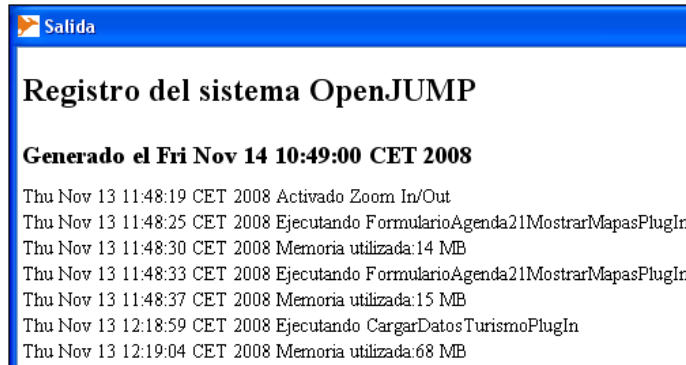 Salida
Registro del sistema OpenJUMP
Generado el Fri Nov 14 10:49:00 CET 2008
Thu Nov 13 11:48:19 CET 2008 Activado Zoom In/Out
Thu Nov 13 11:48:25 CET 2008 Ejecutando FormularioAgenda21MostrarMapasPlugIn
Thu Nov 13 11:48:30 CET 2008 Memoria utilizada:14 MB
Thu Nov 13 11:48:33 CET 2008 Ejecutando FormularioAgenda21MostrarMapasPlugIn
Thu Nov 13 11:48:37 CET 2008 Memoria utilizada:15 MB
Thu Nov 13 12:18:59 CET 2008 Ejecutando CargarDatosTurismoPlugIn
Thu Nov 13 12:19:04 CET 2008 Memoria utilizada:68 MB